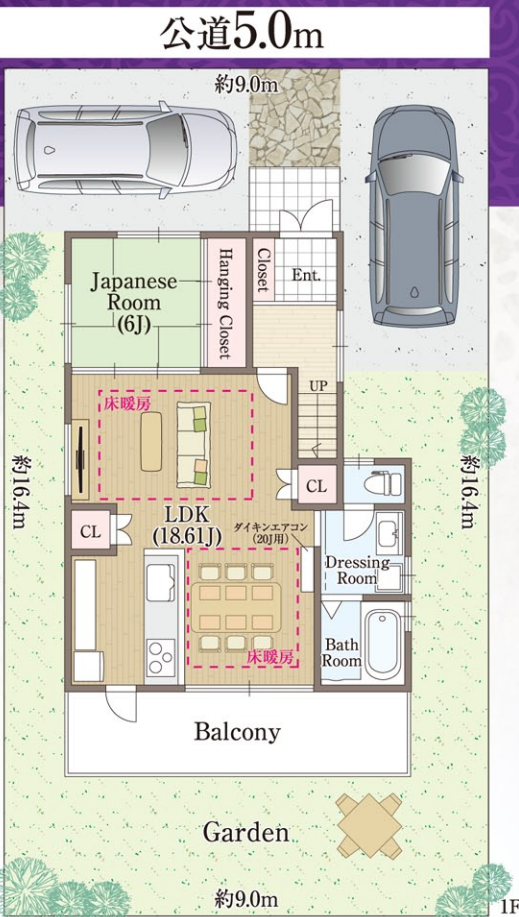 公道5.0m
約9.0m
Japanese
Room
(6J)
Hanging Closet
Closet
Ent.
UP
床暖房
約16.4m
約16.4m
CL
CL
LDK
(18.61J)
ダイキンエアコン
(20J用)
Dressing
Room
Bath
Room
床暖房
Balcony
Garden
約9.0m
1F